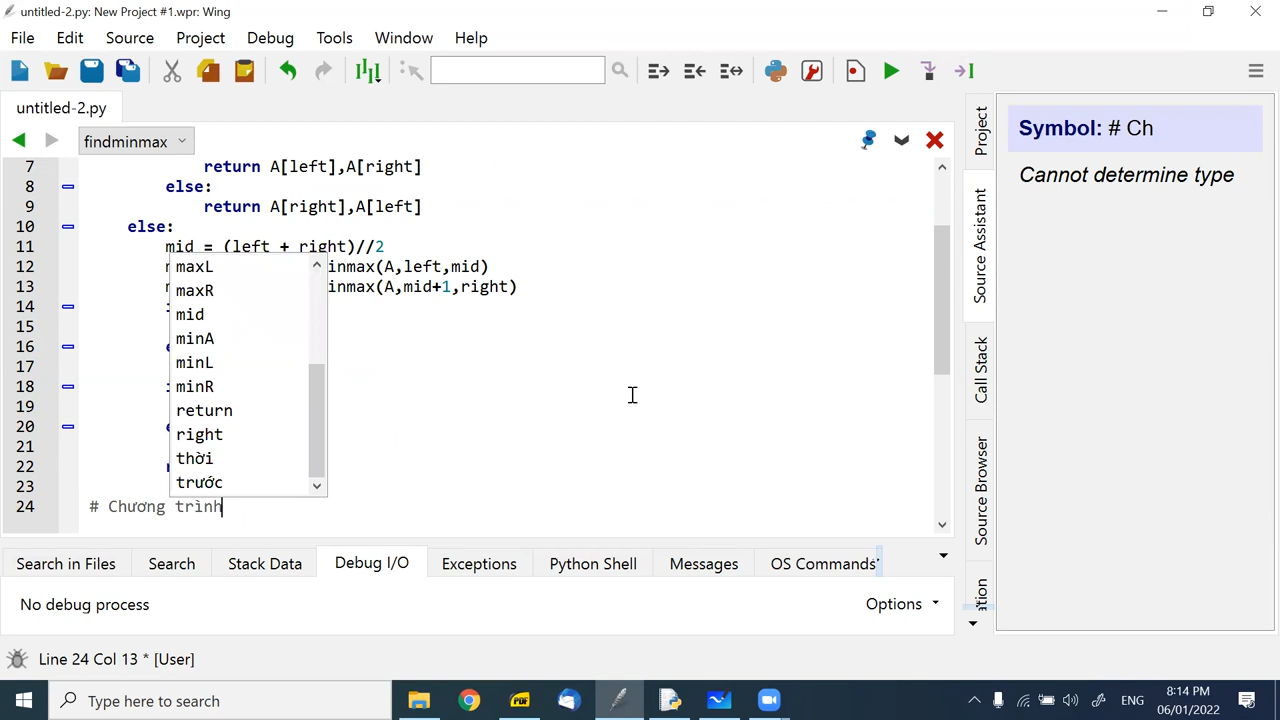 untitled-2.py: New Project #1.wpr: Wing
File Edit Source Project Debug Tools Window Help
untitled-2.py
findminmax
7 return A[left],A[right]
8 else:
9 return A[right],A[left]
10 else:
11 mid = (left + right)//2
12 inmax(A,left,mid)
13 inmax(A,mid+1,right)
14
15
16
17
18
19
20
21
22
23
24 # Chương trình
maxL
maxR
mid
minA
minL
minR
return
right
thời
trước
Project
Source Assistant
Call Stack
Source Browser
Symbol: # Ch
Cannot determine type
Search in Files Search Stack Data Debug I/O Exceptions Python Shell Messages OS Commands
No debug process
Options
Line 24 Col 13 * [User]
Type here to search
ENG
8:14 PM
06/01/2022